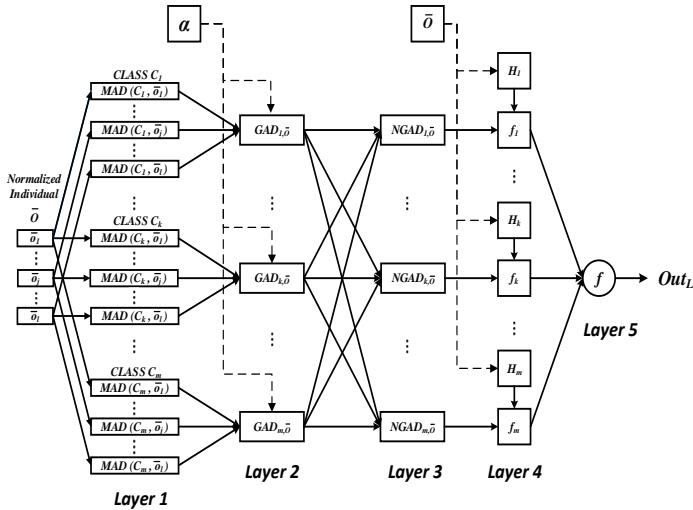 α
Ō
CLASS C₁
MAD (C₁, ō₁)
MAD (C₁, ōⱼ)
MAD (C₁, ōₗ)
Normalized
Individual
Ō
ō₁
ōⱼ
ōₗ
CLASS Cₖ
MAD (Cₖ, ō₁)
MAD (Cₖ, ōⱼ)
MAD (Cₖ, ōₗ)
CLASS Cₘ
MAD (Cₘ, ō₁)
MAD (Cₘ, ōⱼ)
MAD (Cₘ, ōₗ)
Layer 1
GAD₁,Ō
GADₖ,Ō
GADₘ,Ō
Layer 2
NGAD₁,Ō
NGADₖ,Ō
NGADₘ,Ō
Layer 3
H₁
f₁
Hₖ
fₖ
Hₘ
fₘ
Layer 4
f
Layer 5
Out_L